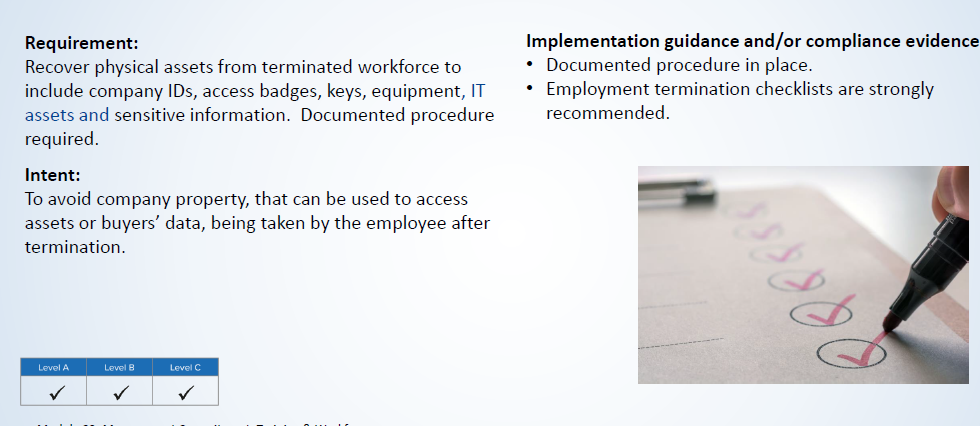 Requirement:
Recover physical assets from terminated workforce to
include company IDs, access badges, keys, equipment, IT
assets and sensitive information.  Documented procedure
required.
Intent:
To avoid company property, that can be used to access
assets or buyers’ data, being taken by the employee after
termination.
Level A Level B Level C
✓ ✓ ✓
Implementation guidance and/or compliance evidence
• Documented procedure in place.
• Employment termination checklists are strongly
recommended.